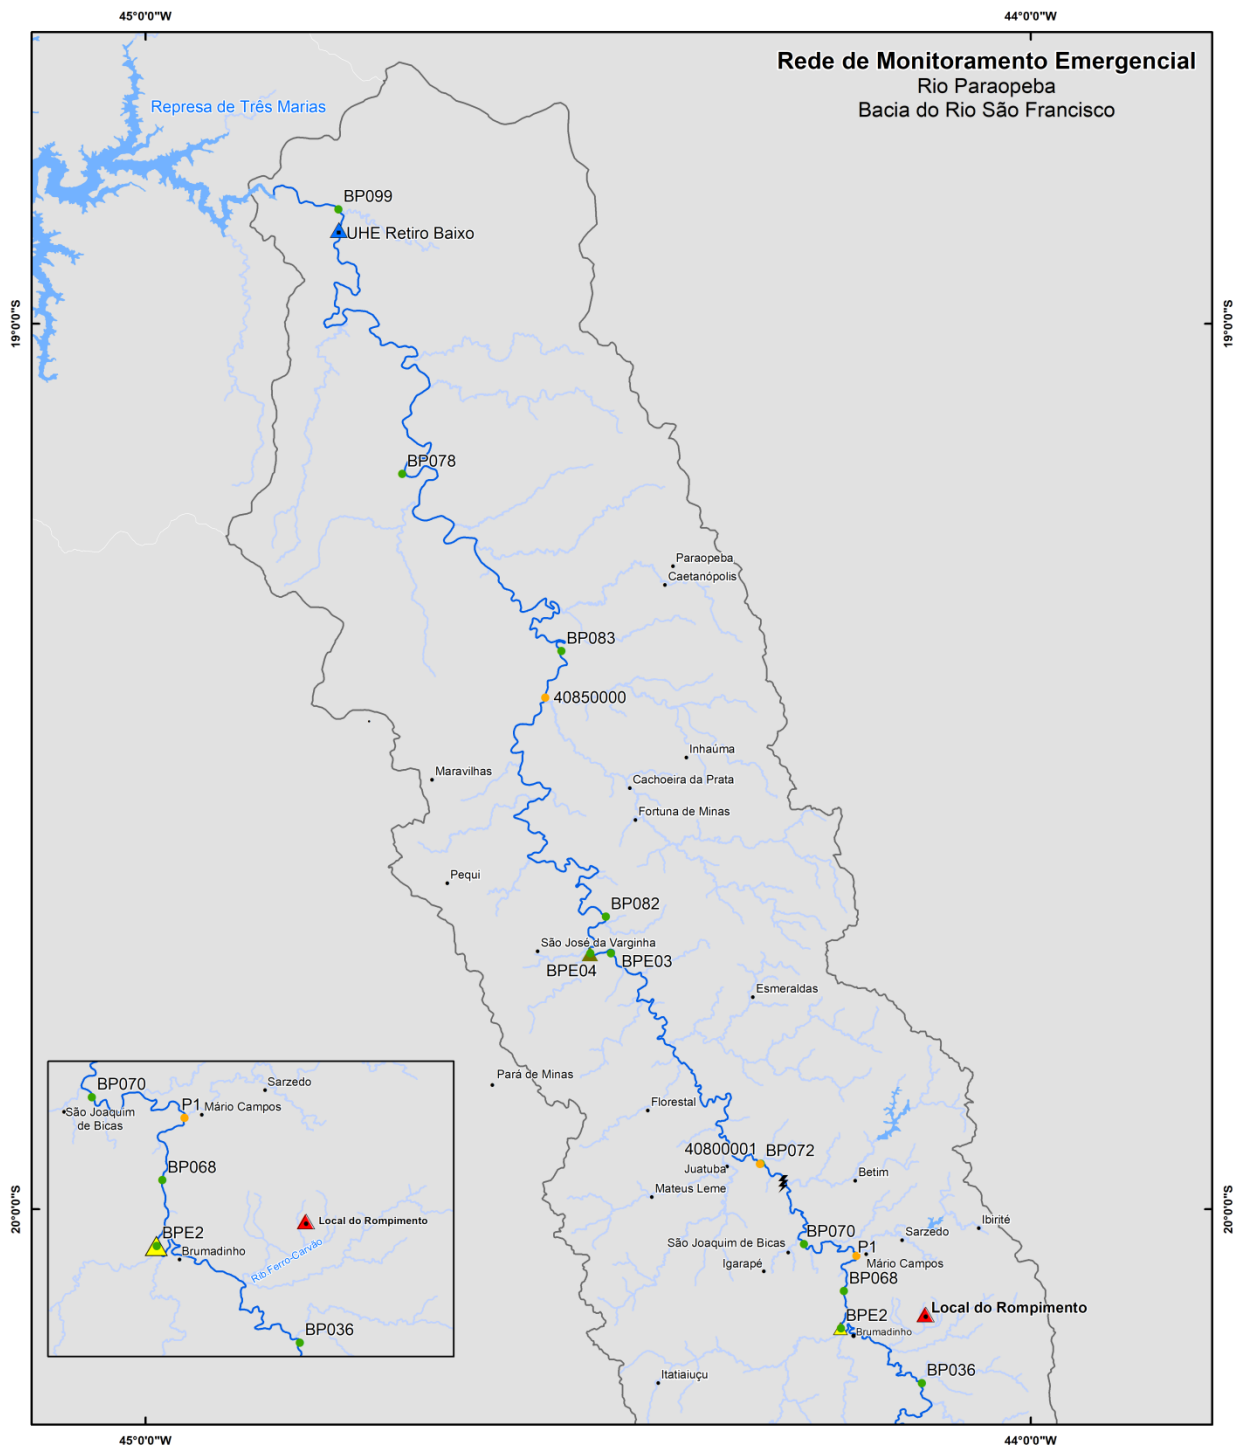 45°0'0"W
44°0'0"W
Rede de Monitoramento Emergencial
Rio Paraopeba
Bacia do Rio São Francisco
Represa de Três Marias
BP099
UHE Retiro Baixo
19°0'0"S
19°0'0"S
BP078
Paraopeba
Caetanópolis
BP083
40850000
Inhaúma
Maravilhas
Cachoeira da Prata
Fortuna de Minas
Pequi
BP082
São José da Varginha
BPE04
BPE03
Esmeraldas
Pará de Minas
Florestal
40800001
BP072
Juatuba
Betim
Mateus Leme
20°0'0"S
20°0'0"S
Ibirité
BP070
Sarzedo
São Joaquim de Bicas
P1
Igarapé
Mário Campos
BP068
Local do Rompimento
BPE2
Brumadinho
BP036
Itatiaiuçu
BP070
Sarzedo
P1
Mário Campos
São Joaquim
de Bicas
BP068
Local do Rompimento
BPE2
Brumadinho
Rib Ferro-Carvão
BP036
45°0'0"W
44°0'0"W